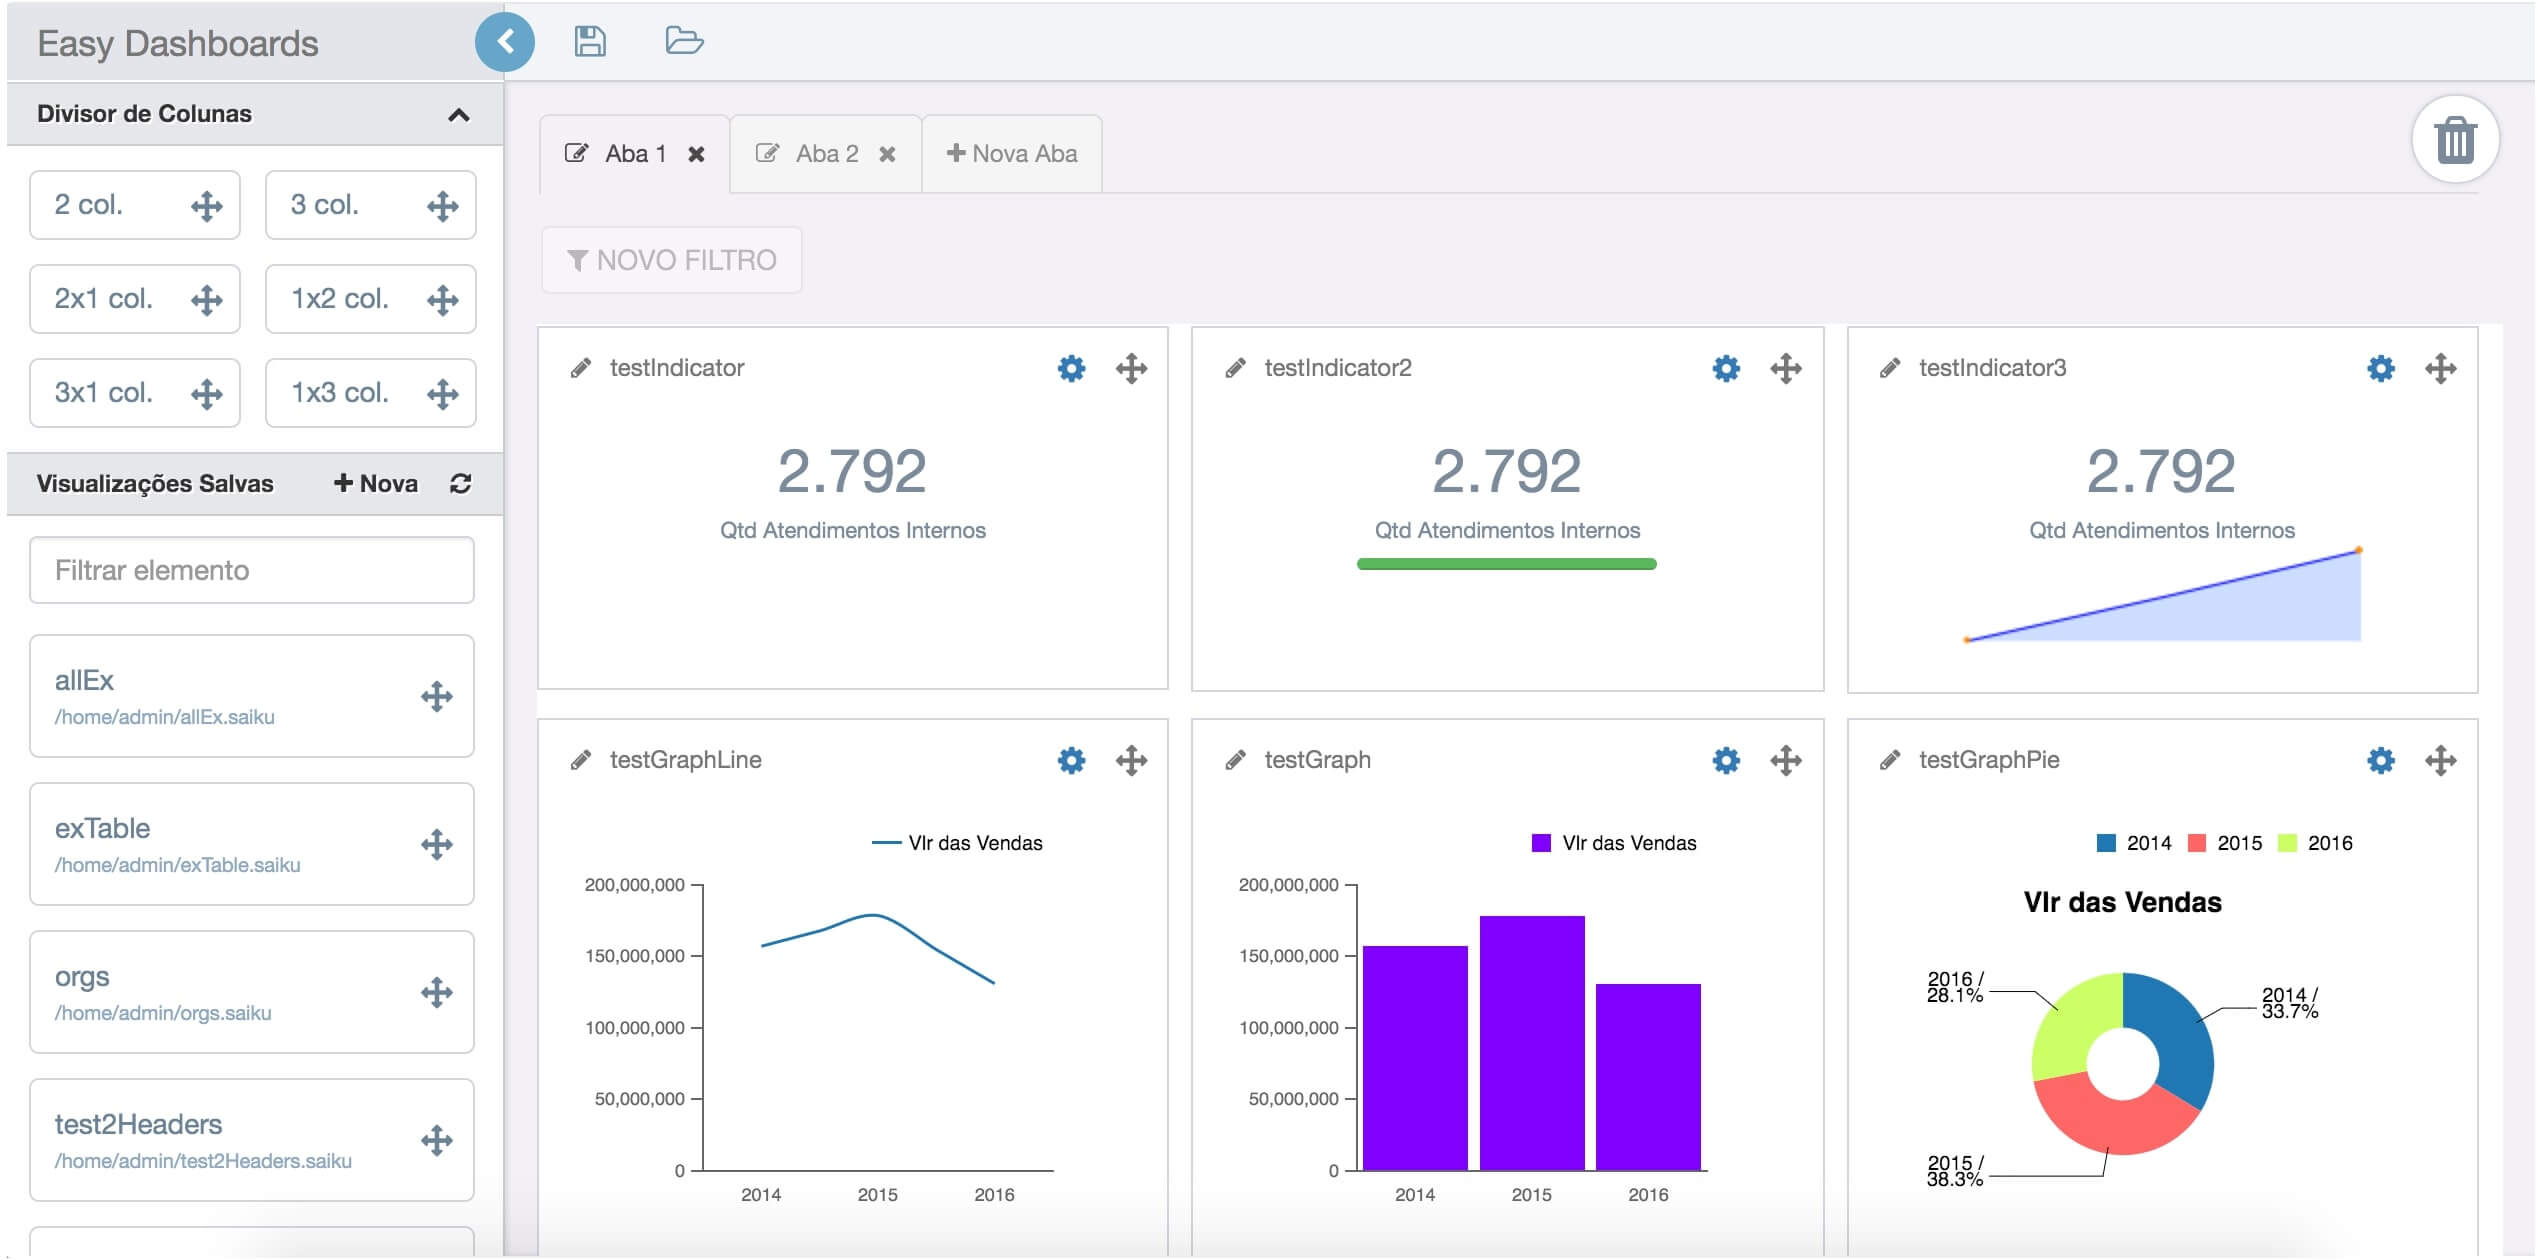 Easy Dashboards
Divisor de Colunas
2 col.
3 col.
2x1 col.
1x2 col.
3x1 col.
1x3 col.
Visualizações Salvas
Nova
Filtrar elemento
allEx
/home/admin/allEx.saiku
exTable
/home/admin/exTable.saiku
orgs
/home/admin/orgs.saiku
test2Headers
/home/admin/test2Headers.saiku
Aba 1
Aba 2
Nova Aba
NOVO FILTRO
testIndicator
2.792
Qtd Atendimentos Internos
testIndicator2
2.792
Qtd Atendimentos Internos
testIndicator3
2.792
Qtd Atendimentos Internos
testGraphLine
Vlr das Vendas
200,000,000
150,000,000
100,000,000
50,000,000
0
2014 2015 2016
testGraph
Vlr das Vendas
200,000,000
150,000,000
100,000,000
50,000,000
0
2014 2015 2016
testGraphPie
2014 2015 2016
Vlr das Vendas
2016 /
28.1%
2014 /
33.7%
2015 /
38.3%